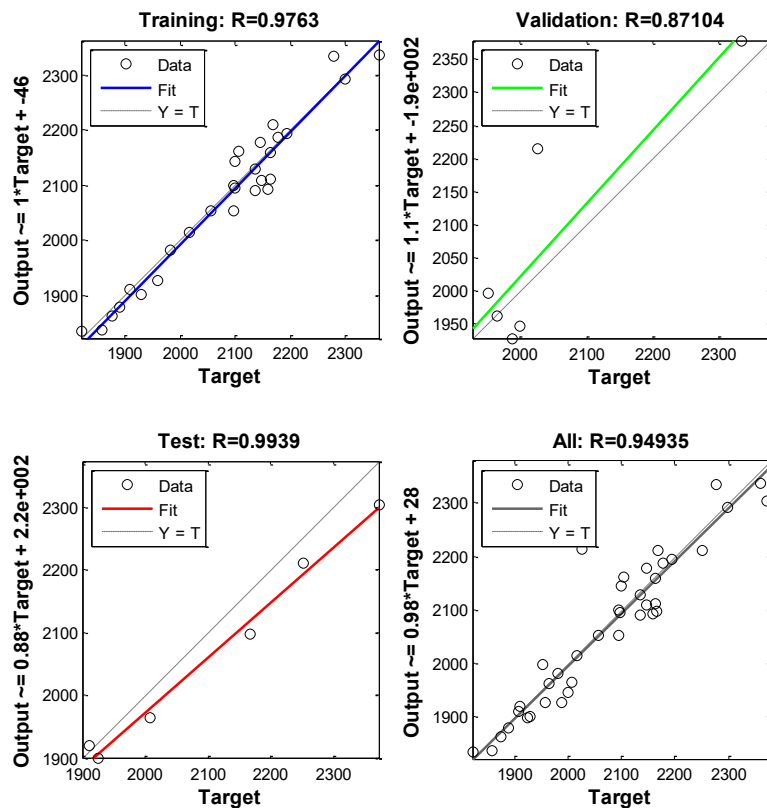 Training: R=0.9763
Output ~= 1*Target + -46
2300
2200
2100
2000
1900
Data
Fit
Y = T
1900 2000 2100 2200 2300
Target
Validation: R=0.87104
Output ~= 1.1*Target + -1.9e+002
2350
2300
2250
2200
2150
2100
2050
2000
1950
Data
Fit
Y = T
2000 2100 2200 2300
Target
Test: R=0.9939
Output ~= 0.88*Target + 2.2e+002
2300
2200
2100
2000
1900
Data
Fit
Y = T
1900 2000 2100 2200 2300
Target
All: R=0.94935
Output ~= 0.98*Target + 28
2300
2200
2100
2000
1900
Data
Fit
Y = T
1900 2000 2100 2200 2300
Target